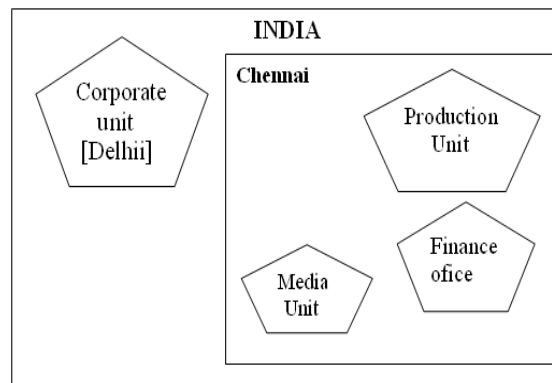 INDIA
Corporate
unit
[Delhii]
Chennai
Production
Unit
Finance
ofice
Media
Unit